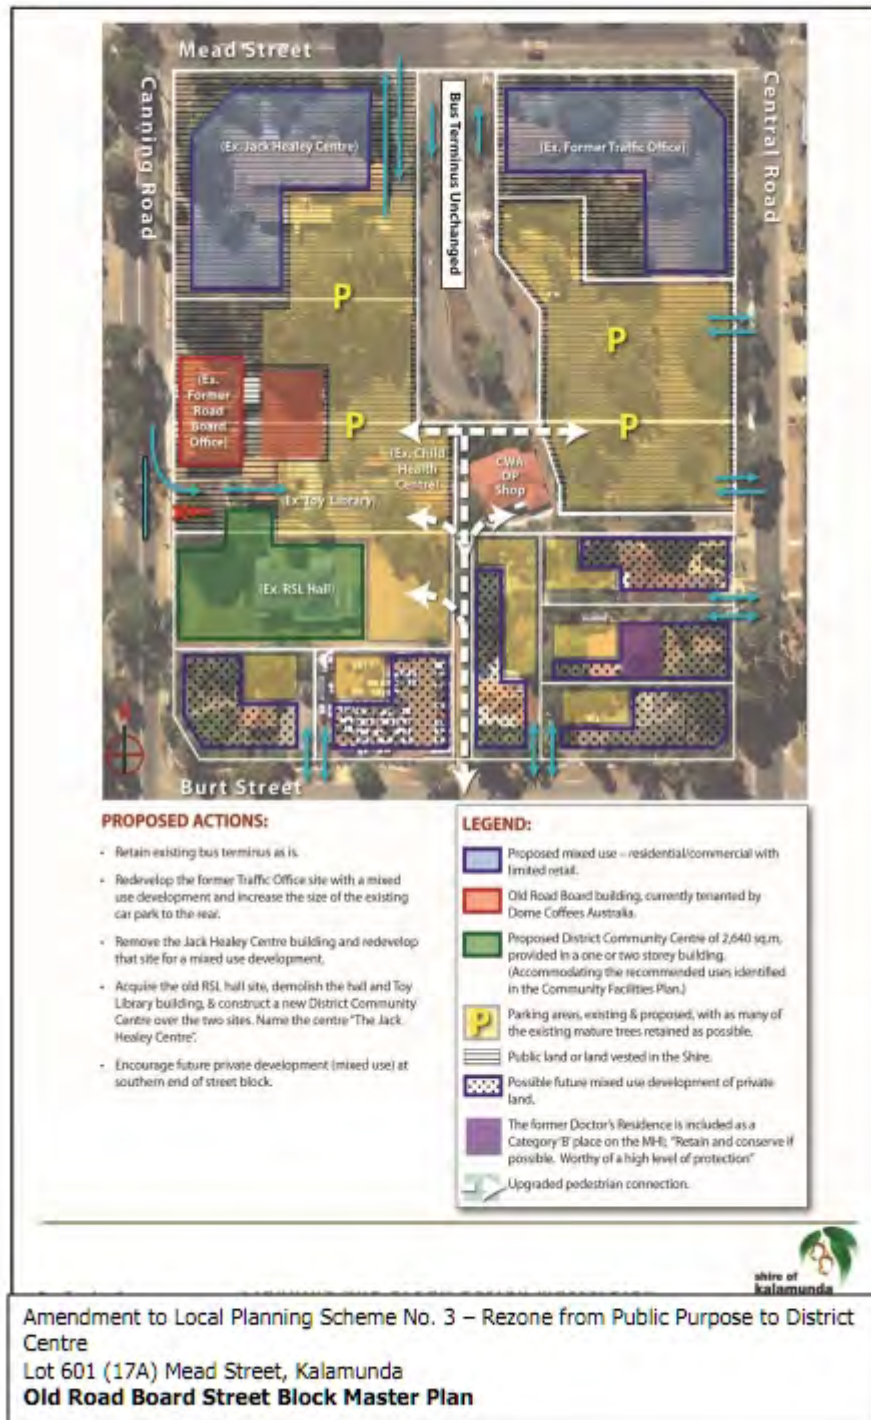 Mead Street
Canning Road
Central Road
(Ex. Jack Healey Centre)
Bus Terminus Unchanged
(Ex. Former Traffic Office)
P
P
(Ex.
Former
Road
Board
Office)
P
P
(Ex. Child
Health
Centre)
CWA
OP
Shop
(Ex. Toy Library)
(Ex. RSL Hall)
Burt Street
PROPOSED ACTIONS:
• Retain existing bus terminus as is.
• Redevelop the former Traffic Office site with a mixed
use development and increase the size of the existing
car park to the rear.
• Remove the Jack Healey Centre building and redevelop
that site for a mixed use development.
• Acquire the old RSL hall site, demolish the hall and Toy
Library building, & construct a new District Community
Centre over the two sites. Name the centre "The Jack
Healey Centre".
• Encourage future private development (mixed use) at
southern end of street block.
LEGEND:
Proposed mixed use – residential/commercial with
limited retail.
Old Road Board building, currently tenanted by
Dome Coffees Australia.
Proposed District Community Centre of 2,640 sq.m,
provided in a one or two storey building.
(Accommodating the recommended uses identified
in the Community Facilities Plan.)
P
Parking areas, existing & proposed, with as many of
the existing mature trees retained as possible.
Public land or land vested in the Shire.
Possible future mixed use development of private
land.
The former Doctor's Residence is included as a
Category 'B' place on the MHI; "Retain and conserve if
possible. Worthy of a high level of protection"
Upgraded pedestrian connection.
shire of
kalamunda
Amendment to Local Planning Scheme No. 3 – Rezone from Public Purpose to District
Centre
Lot 601 (17A) Mead Street, Kalamunda
Old Road Board Street Block Master Plan